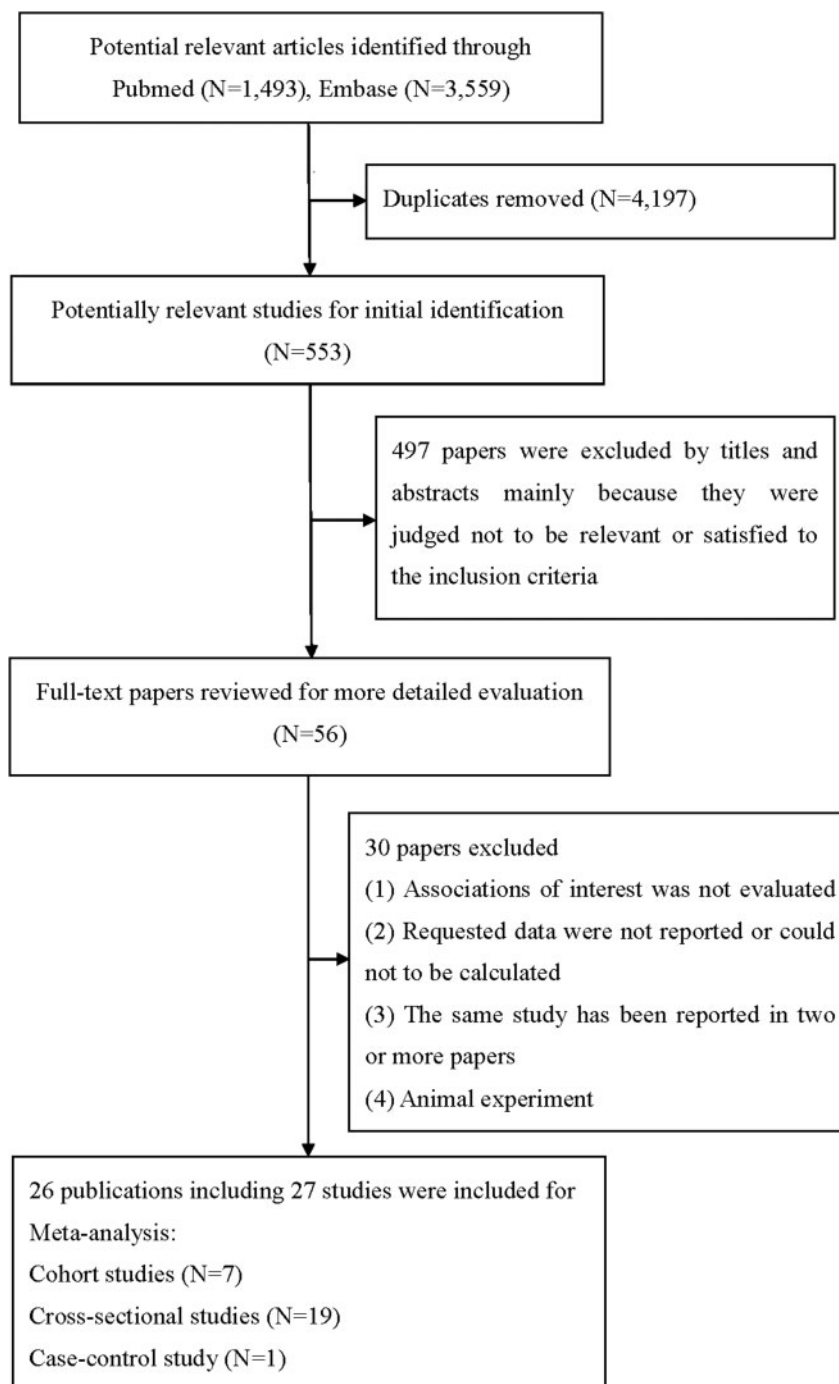 Potential relevant articles identified through
Pubmed (N=1,493), Embase (N=3,559)
Duplicates removed (N=4,197)
Potentially relevant studies for initial identification
(N=553)
497 papers were excluded by titles and
abstracts mainly because they were
judged not to be relevant or satisfied to
the inclusion criteria
Full-text papers reviewed for more detailed evaluation
(N=56)
30 papers excluded
(1) Associations of interest was not evaluated
(2) Requested data were not reported or could
not to be calculated
(3) The same study has been reported in two
or more papers
(4) Animal experiment
26 publications including 27 studies were included for
Meta-analysis:
Cohort studies (N=7)
Cross-sectional studies (N=19)
Case-control study (N=1)